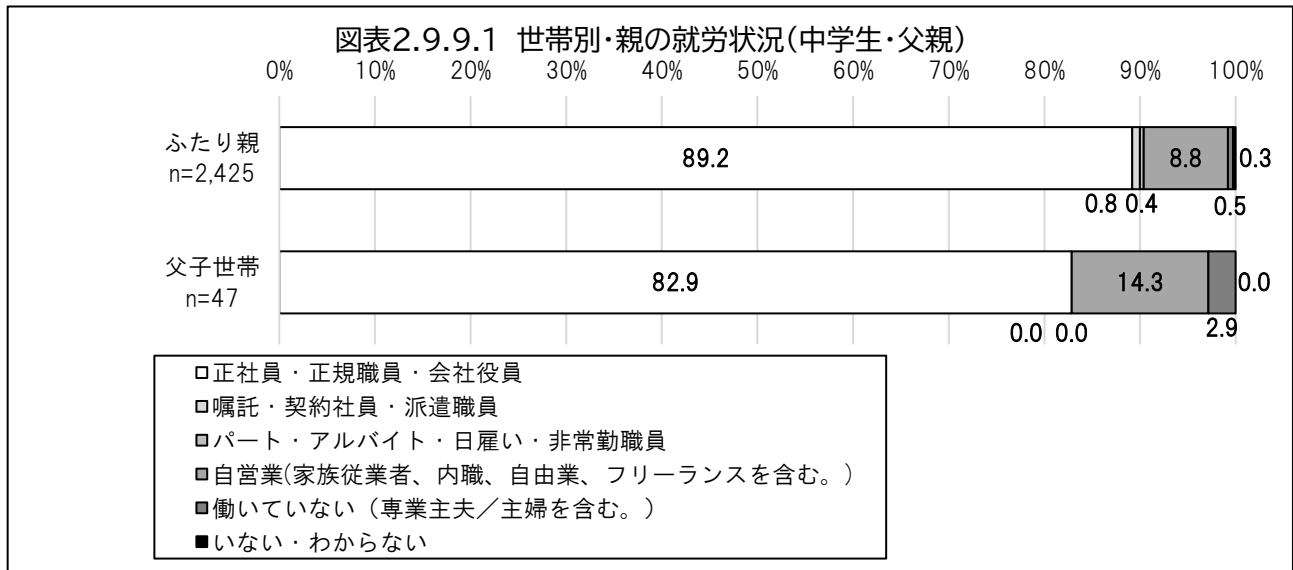 図表2.9.9.1 世帯別・親の就労状況(中学生・父親)
0% 10% 20% 30% 40% 50% 60% 70% 80% 90% 100%
ふたり親
n=2,425
89.2 8.8 0.3
0.8 0.4 0.5
父子世帯
n=47
82.9 14.3 0.0
0.0 0.0 2.9
□正社員・正規職員・会社役員
□嘱託・契約社員・派遣職員
□パート・アルバイト・日雇い・非常勤職員
■自営業(家族従業者、内職、自由業、フリーランスを含む。)
■働いていない（専業主夫／主婦を含む。）
■いない・わからない